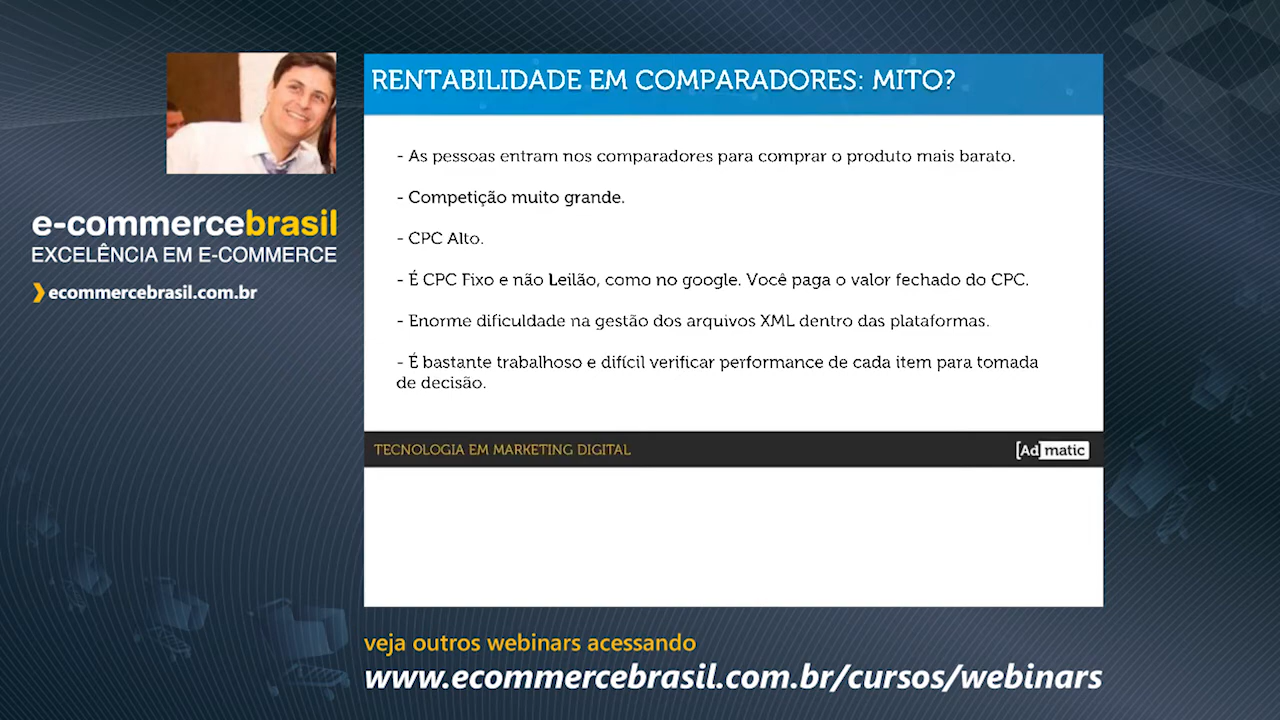 RENTABILIDADE EM COMPARADORES: MITO?
e-commercebrasil
EXCELÊNCIA EM E-COMMERCE
ecommercebrasil.com.br
- As pessoas entram nos comparadores para comprar o produto mais barato.
- Competição muito grande.
- CPC Alto.
- É CPC Fixo e não Leilão, como no google. Você paga o valor fechado do CPC.
- Enorme dificuldade na gestão dos arquivos XML dentro das plataformas.
- É bastante trabalhoso e difícil verificar performance de cada item para tomada
de decisão.
TECNOLOGIA EM MARKETING DIGITAL
[Ad]matic
veja outros webinars acessando
www.ecommercebrasil.com.br/cursos/webinars